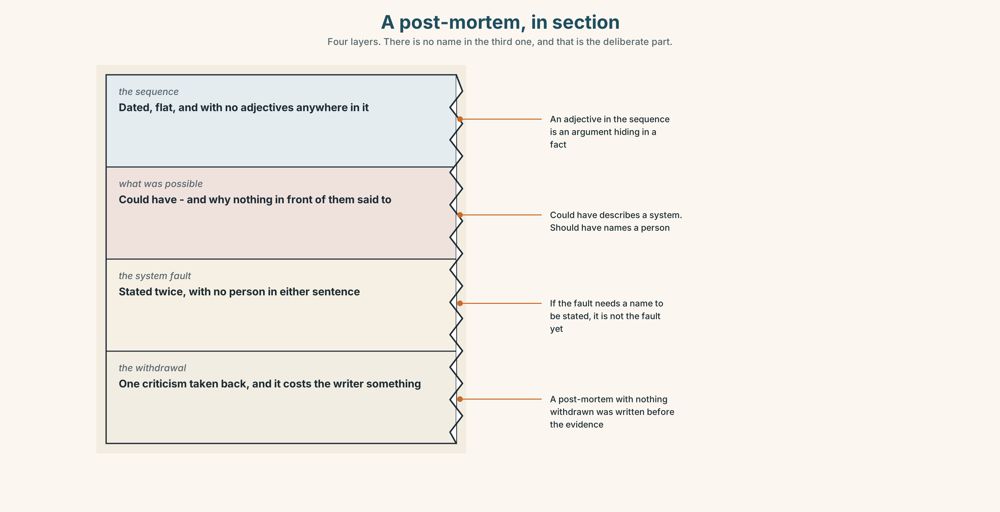 A post-mortem, in section
Four layers. There is no name in the third one, and that is the deliberate part.
the sequence
Dated, flat, and with no adjectives anywhere in it
An adjective in the sequence
is an argument hiding in a
fact
what was possible
Could have - and why nothing in front of them said to
Could have describes a system.
Should have names a person
the system fault
Stated twice, with no person in either sentence
If the fault needs a name to
be stated, it is not the fault
yet
the withdrawal
One criticism taken back, and it costs the writer something
A post-mortem with nothing
withdrawn was written before
the evidence